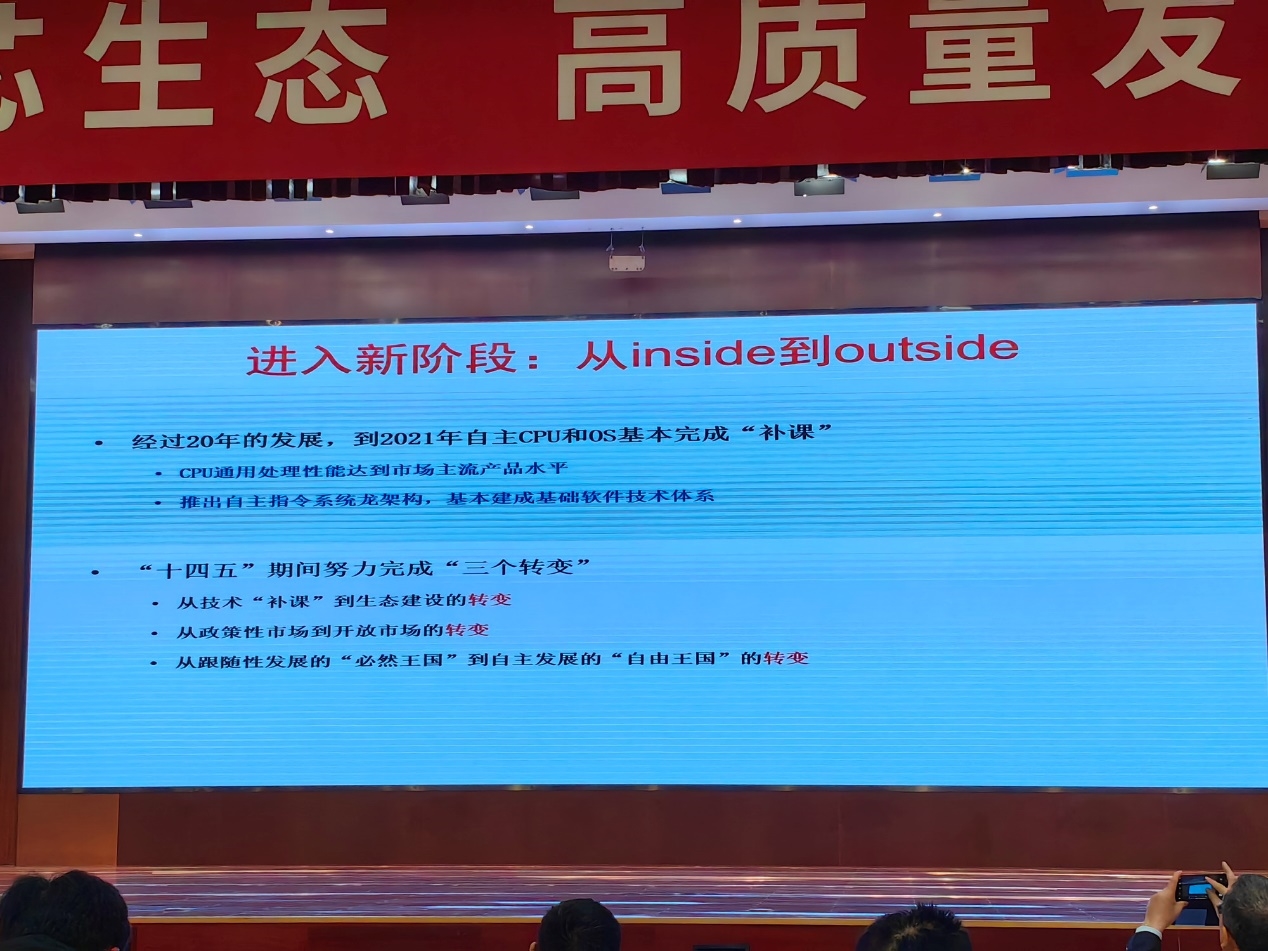 芯生态 高质量发
进入新阶段：从inside到outside
• 经过20年的发展，到2021年自主CPU和OS基本完成“补课”
• CPU通用处理性能达到市场主流产品水平
• 推出自主指令系统龙架构，基本建成基础软件技术体系
• “十四五”期间努力完成“三个转变”
• 从技术“补课”到生态建设的转变
• 从政策性市场到开放市场的转变
• 从跟随性发展的“必然王国”到自主发展的“自由王国”的转变